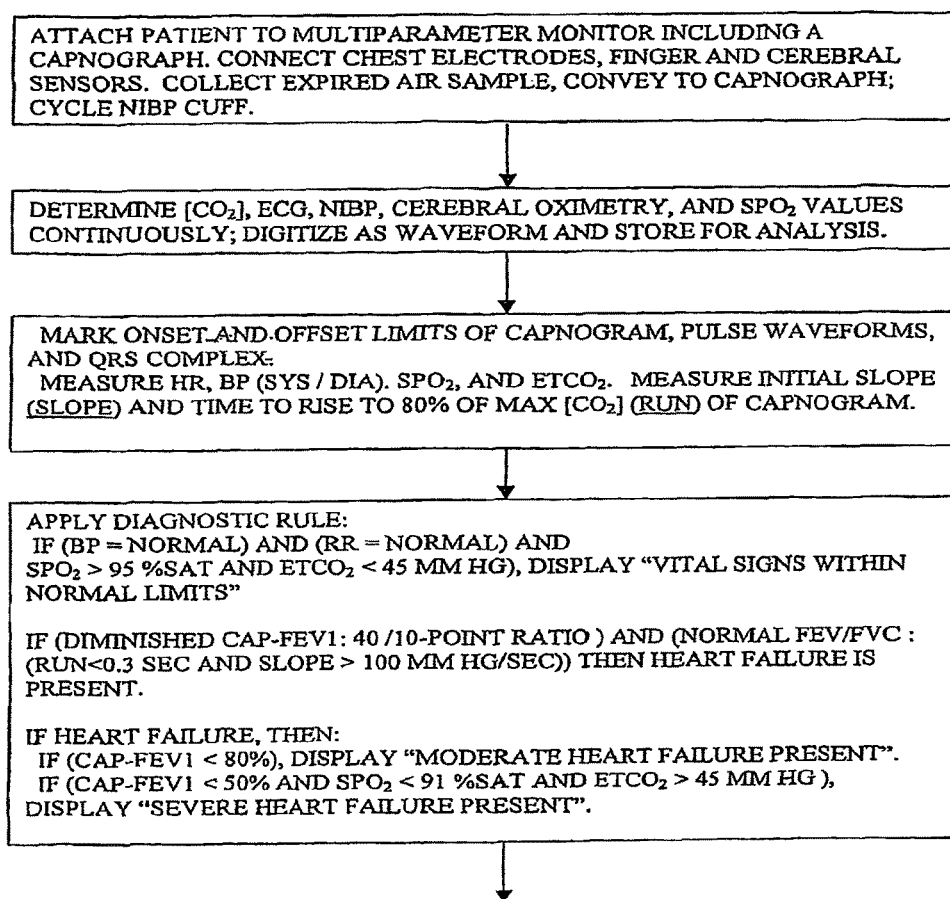 ATTACH PATIENT TO MULTIPARAMETER MONITOR INCLUDING A
CAPNOGRAPH. CONNECT CHEST ELECTRODES, FINGER AND CEREBRAL
SENSORS. COLLECT EXPIRED AIR SAMPLE, CONVEY TO CAPNOGRAPH;
CYCLE NIBP CUFF.
DETERMINE [CO₂], ECG, NIBP, CEREBRAL OXIMETRY, AND SPO₂ VALUES
CONTINUOUSLY; DIGITIZE AS WAVEFORM AND STORE FOR ANALYSIS.
MARK ONSET AND OFFSET LIMITS OF CAPNOGRAM, PULSE WAVEFORMS,
AND QRS COMPLEX.
MEASURE HR, BP (SYS / DIA). SPO₂, AND ETCO₂. MEASURE INITIAL SLOPE
(SLOPE) AND TIME TO RISE TO 80% OF MAX [CO₂] (RUN) OF CAPNOGRAM.
APPLY DIAGNOSTIC RULE:
IF (BP = NORMAL) AND (RR = NORMAL) AND
SPO₂ > 95 %SAT AND ETCO₂ < 45 MM HG), DISPLAY “VITAL SIGNS WITHIN
NORMAL LIMITS”
IF (DIMINISHED CAP-FEV1: 40 /10-POINT RATIO ) AND (NORMAL FEV/FVC :
(RUN<0.3 SEC AND SLOPE > 100 MM HG/SEC)) THEN HEART FAILURE IS
PRESENT.
IF HEART FAILURE, THEN:
IF (CAP-FEV1 < 80%), DISPLAY “MODERATE HEART FAILURE PRESENT”.
IF (CAP-FEV1 < 50% AND SPO₂ < 91 %SAT AND ETCO₂ > 45 MM HG ),
DISPLAY “SEVERE HEART FAILURE PRESENT”.